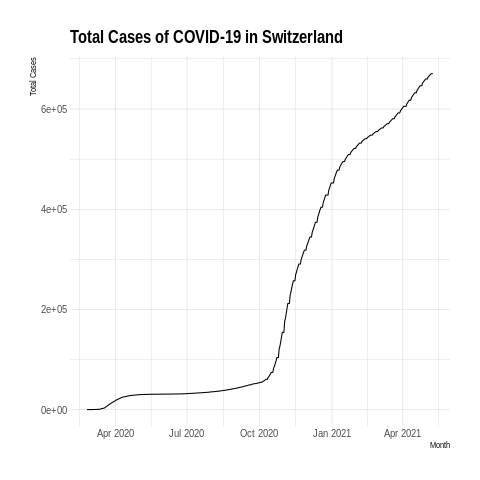 Total Cases of COVID-19 in Switzerland
Total Cases
6e+05
4e+05
2e+05
0e+00
Apr 2020 Jul 2020 Oct 2020 Jan 2021 Apr 2021
Month